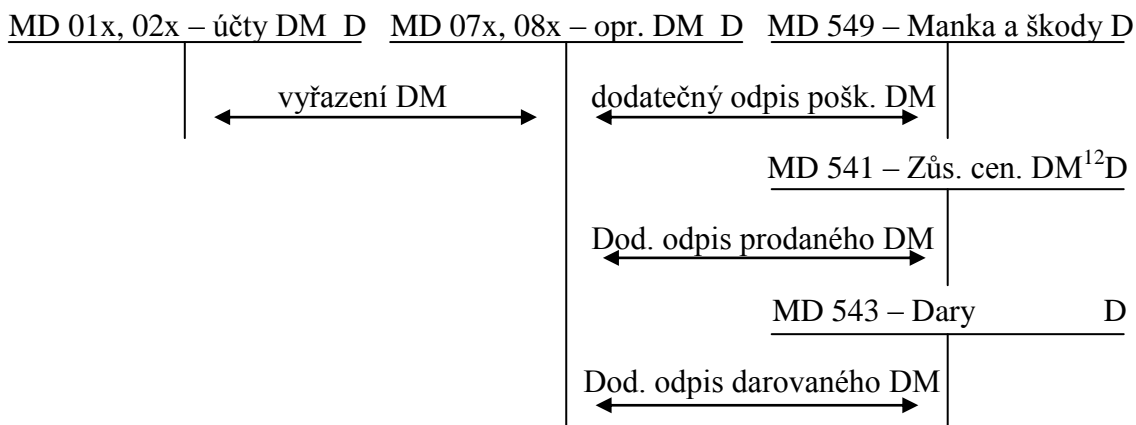 MD 01x, 02x – účty DM D MD 07x, 08x – opr. DM D MD 549 – Manka a škody D
vyřazení DM dodatečný odpis pošk. DM
MD 541 – Zůs. cen. DM12D
Dod. odpis prodaného DM
MD 543 – Dary D
Dod. odpis darovaného DM